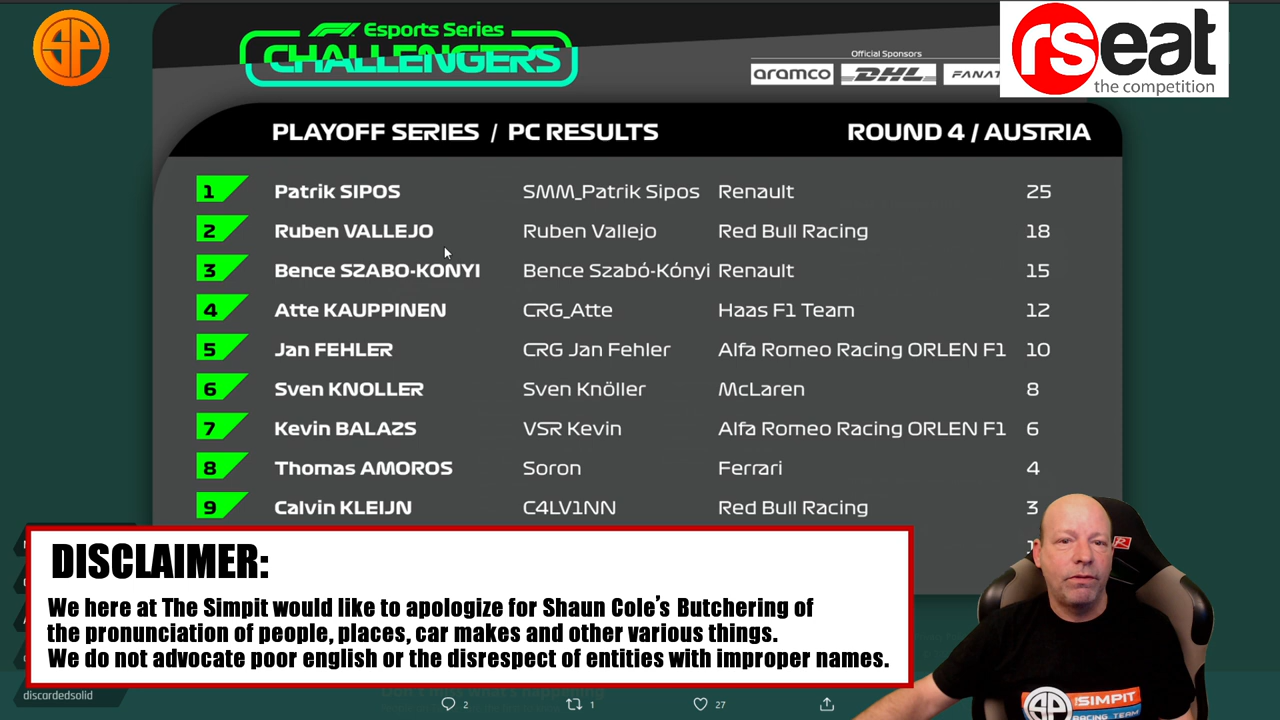 SP
Esports Series
CHALLENGERS
Official Sponsors
aramco DHL FANAT
rseat
the competition
PLAYOFF SERIES / PC RESULTS ROUND 4 / AUSTRIA
1 Patrik SIPOS SMM_Patrik Sipos Renault 25
2 Ruben VALLEJO Ruben Vallejo Red Bull Racing 18
3 Bence SZABO-KONYI Bence Szabó-Kónyi Renault 15
4 Atte KAUPPINEN CRG_Atte Haas F1 Team 12
5 Jan FEHLER CRG Jan Fehler Alfa Romeo Racing ORLEN F1 10
6 Sven KNOLLER Sven Knöller McLaren 8
7 Kevin BALAZS VSR Kevin Alfa Romeo Racing ORLEN F1 6
8 Thomas AMOROS Soron Ferrari 4
9 Calvin KLEIJN C4LV1NN Red Bull Racing 3
DISCLAIMER:
We here at The Simpit would like to apologize for Shaun Cole's Butchering of
the pronunciation of people, places, car makes and other various things.
We do not advocate poor english or the disrespect of entities with improper names.
discardedsolid
2 1 27
SIMPIT
RACING TEAM